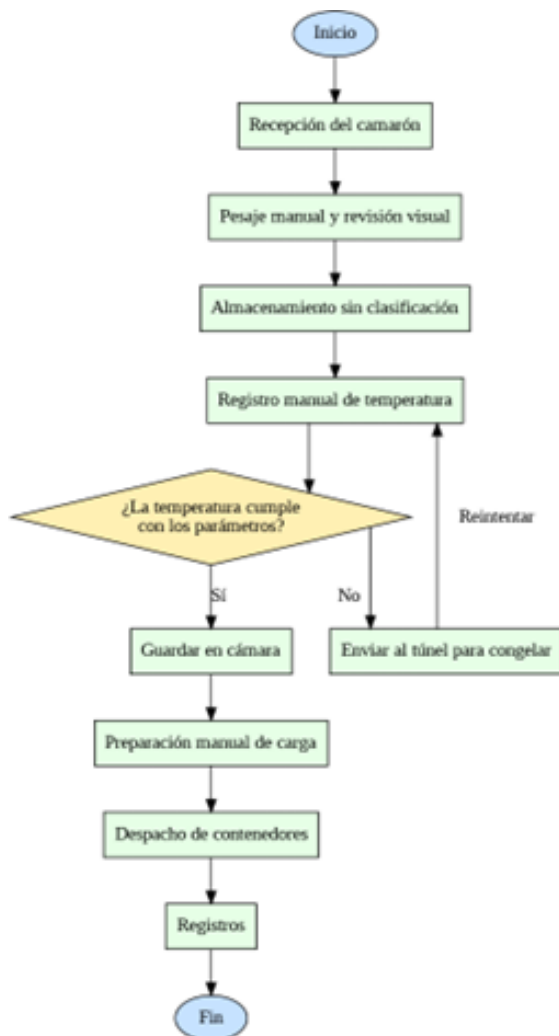 Inicio
Recepción del camarón
Pesaje manual y revisión visual
Almacenamiento sin clasificación
Registro manual de temperatura
¿La temperatura cumple
con los parámetros?
Reintentar
Sí
No
Guardar en cámara
Enviar al túnel para congelar
Preparación manual de carga
Despacho de contenedores
Registros
Fin